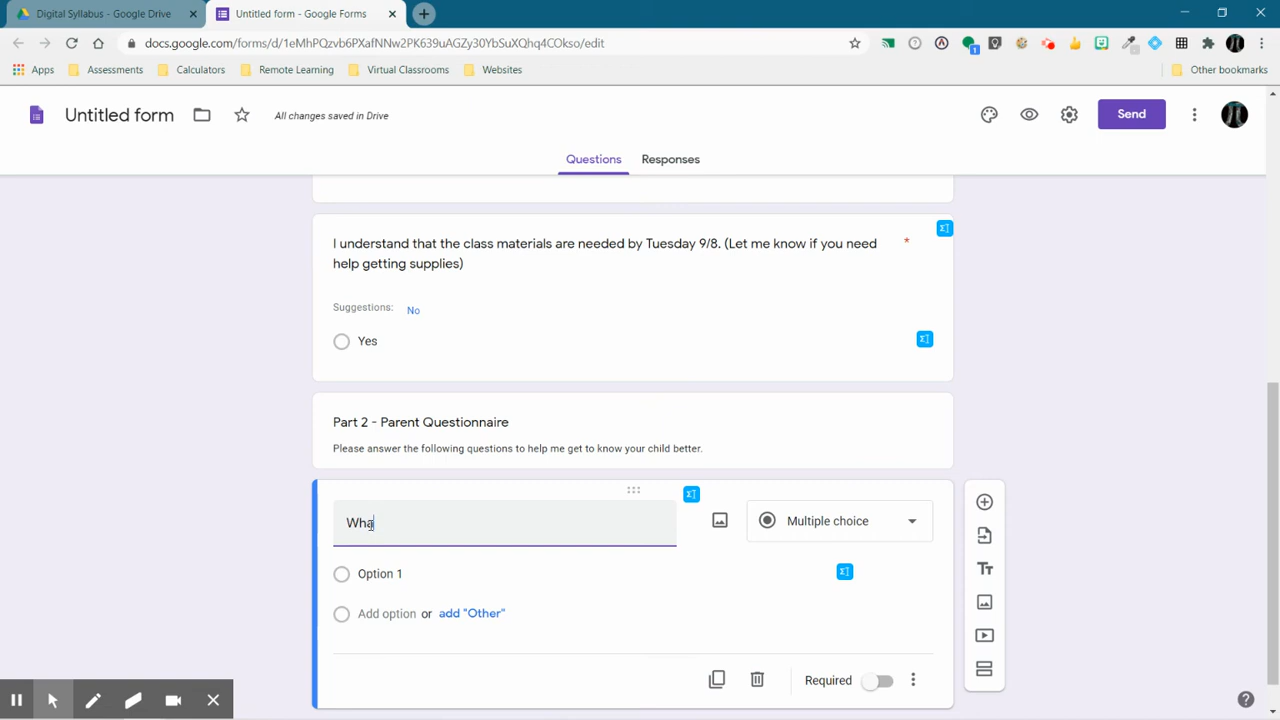 Digital Syllabus - Google Drive
Untitled form - Google Forms
docs.google.com/forms/d/1eMhPQzvb6PXafNNw2PK639uAGZy30YbSuXQhq4COkso/edit
1
Apps
Assessments
Calculators
Remote Learning
Virtual Classrooms
Websites
Other bookmarks
Untitled form
All changes saved in Drive
Send
Questions
Responses
I understand that the class materials are needed by Tuesday 9/8. (Let me know if you need
help getting supplies)
*
Suggestions:
No
Yes
Part 2 - Parent Questionnaire
Please answer the following questions to help me get to know your child better.
Wha
Multiple choice
Option 1
Add option or add "Other"
Tт
Required